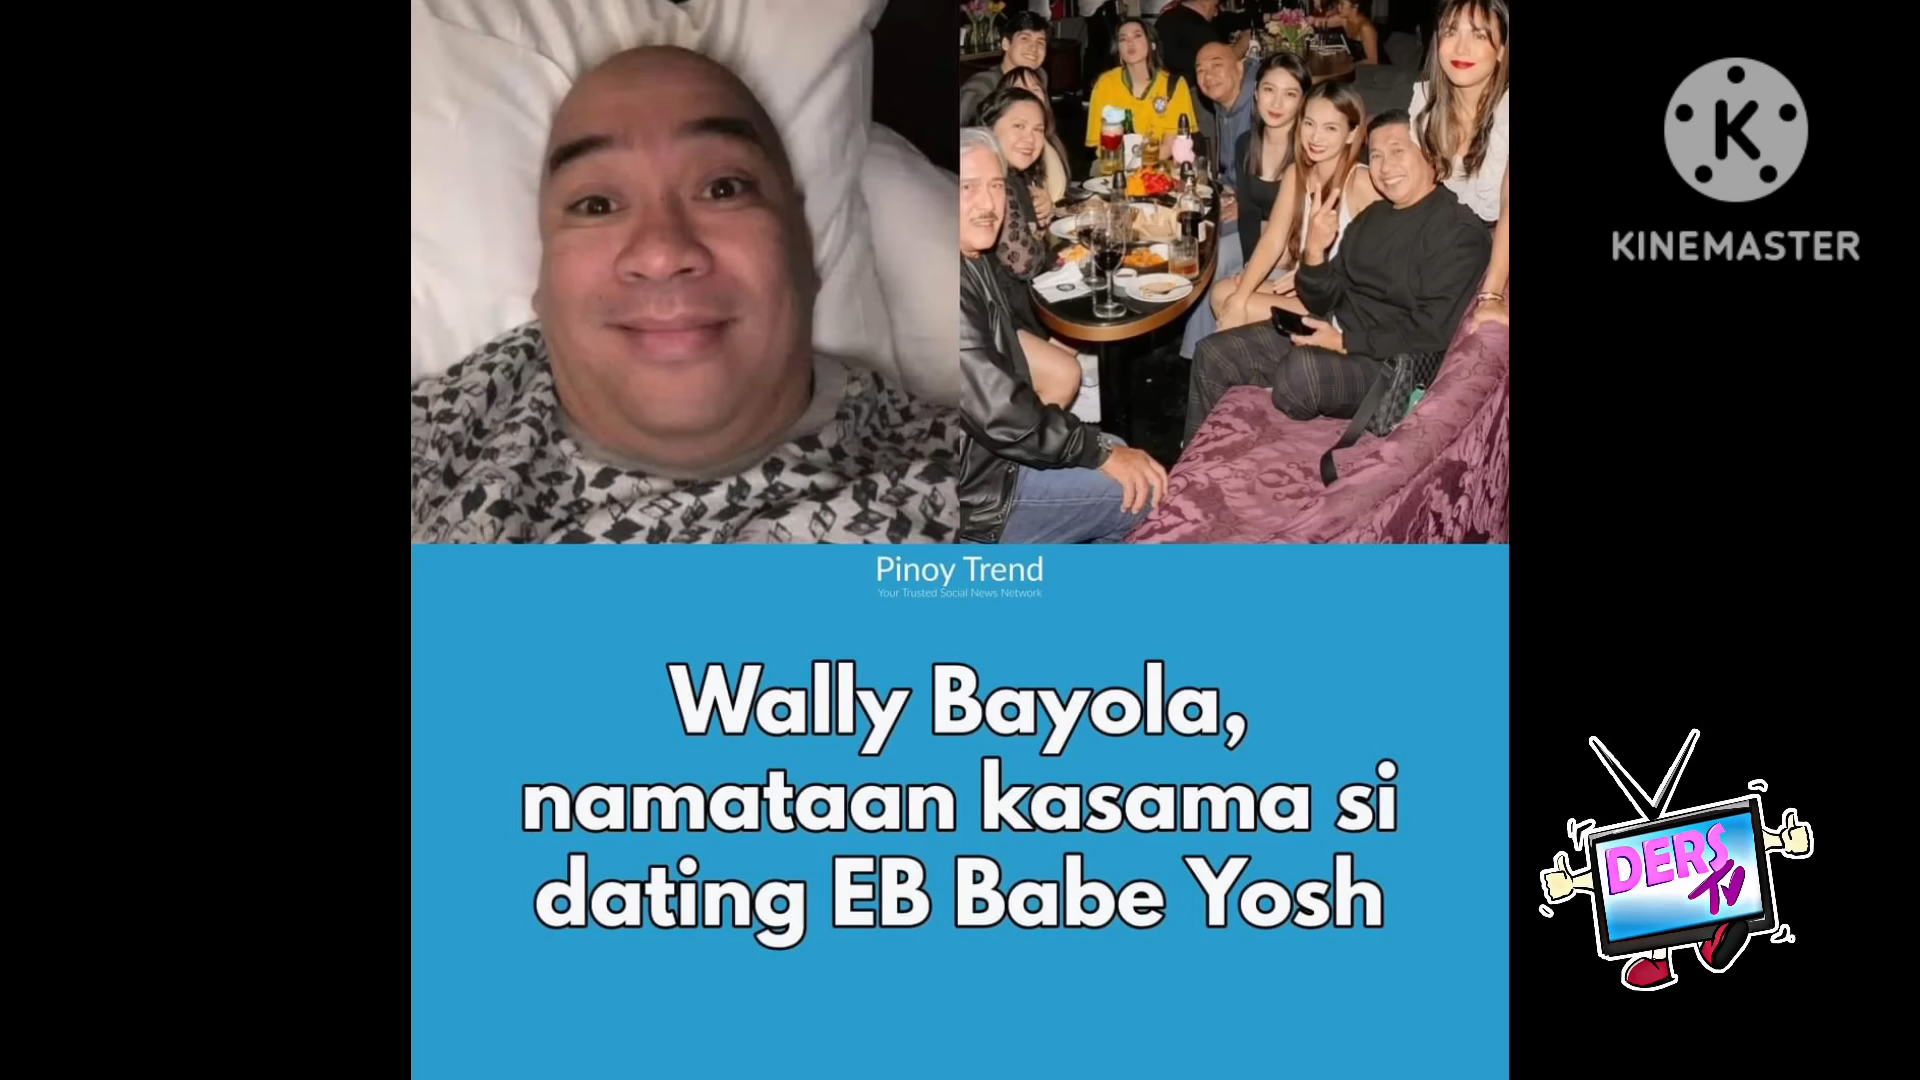 K
KINEMASTER
Pinoy Trend
Your Trusted Social News Network
Wally Bayola,
namataan kasama si
dating EB Babe Yosh
DERS
TV